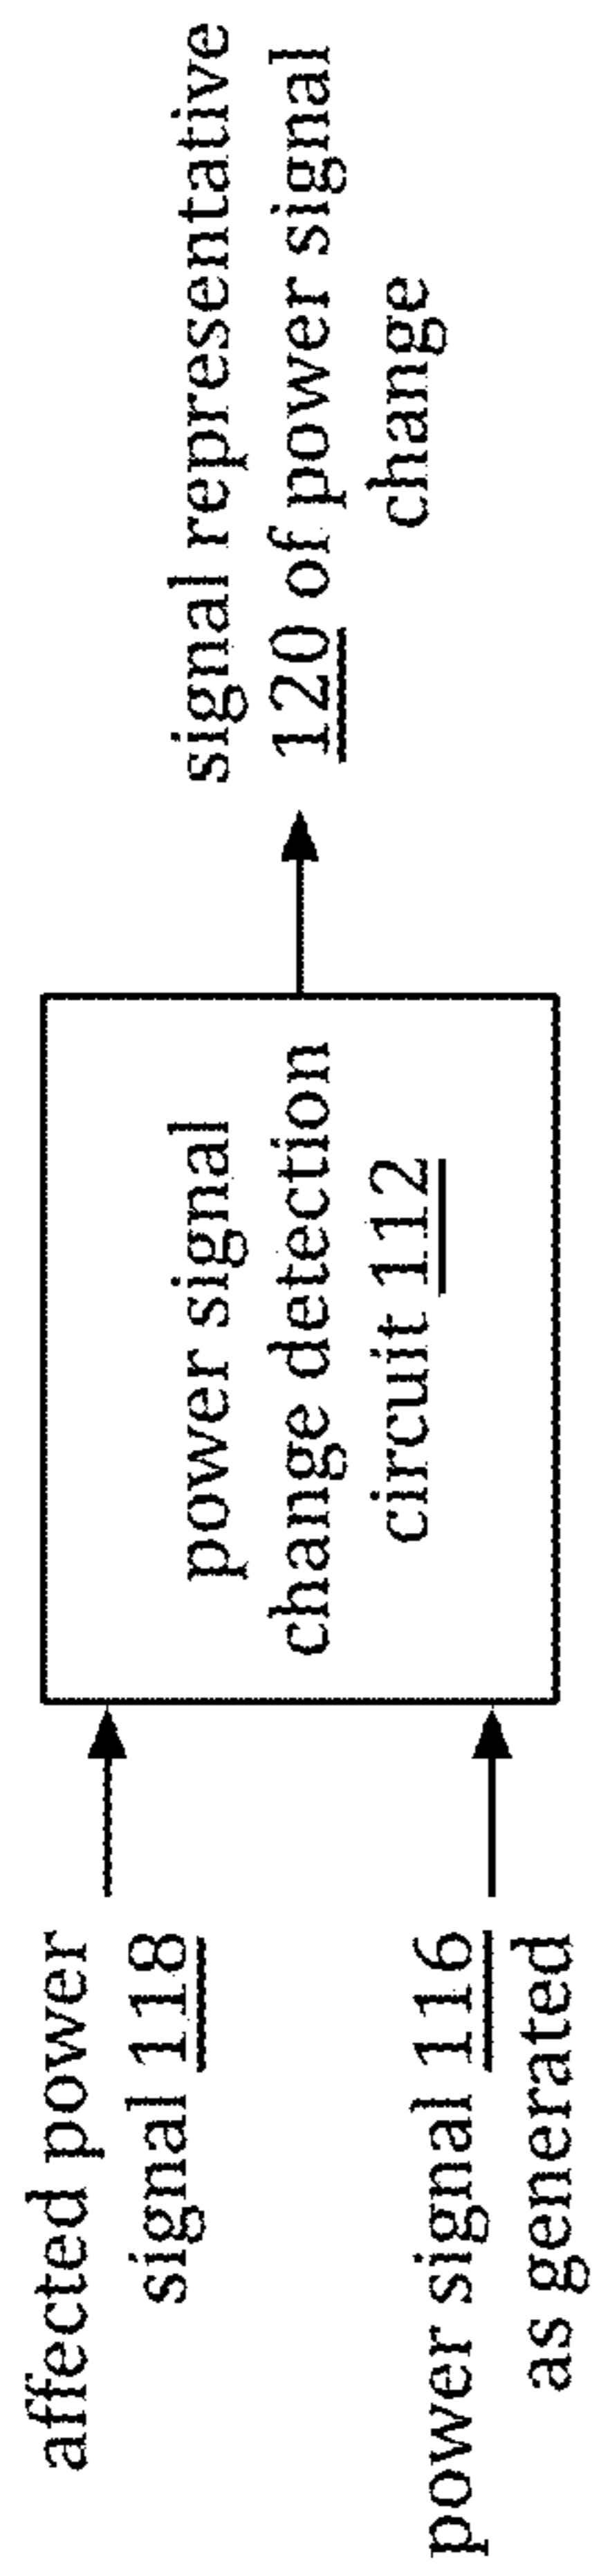 affected power
signal 118
power signal 116
as generated
power signal
change detection
circuit 112
signal representative
120 of power signal
change